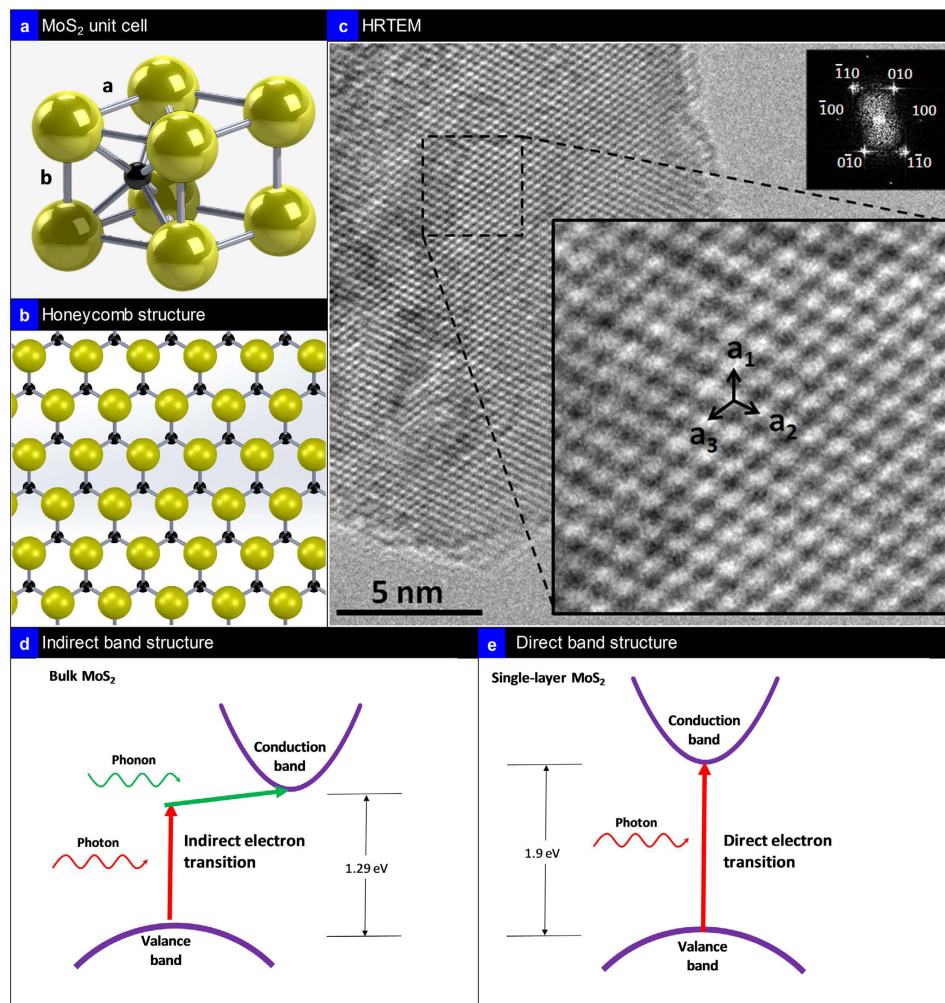 a MoS₂ unit cell
a
b
b Honeycomb structure
c HRTEM
1̅10 010
1̅00 100
01̅0 11̅0
a₁
a₂
a₃
5 nm
d Indirect band structure
Bulk MoS₂
Conduction
band
Phonon
Photon
Indirect electron
transition
1.29 eV
Valance
band
e Direct band structure
Single-layer MoS₂
Conduction
band
1.9 eV
Photon
Direct electron
transition
Valance
band